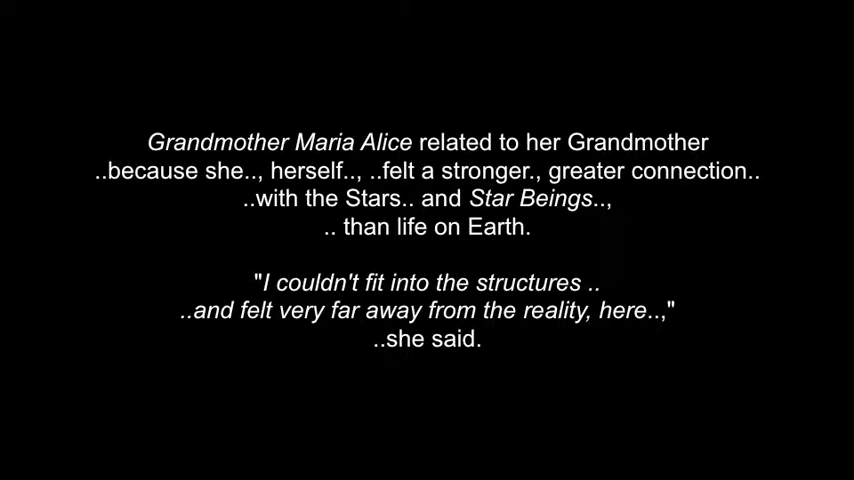 Grandmother Maria Alice related to her Grandmother
..because she.., herself.., ..felt a stronger., greater connection..
..with the Stars.. and Star Beings..,
.. than life on Earth.
"I couldn't fit into the structures ..
..and felt very far away from the reality, here..,"
..she said.